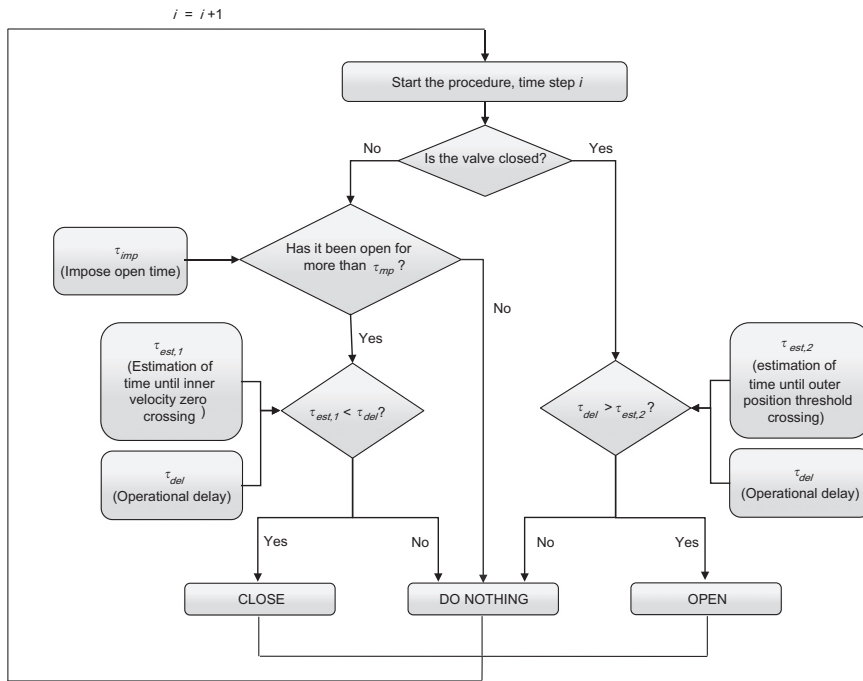 i = i +1
Start the procedure, time step i
Is the valve closed?
No
Yes
τimp
(Impose open time)
Has it been open for
more than τmp ?
No
Yes
τest,1
(Estimation of
time until inner
velocity zero
crossing )
τest,1 < τdel?
τdel > τest,2 ?
τest,2
(estimation of
time until outer
position threshold
crossing)
τdel
(Operational delay)
τdel
(Operational delay)
Yes
No
No
Yes
CLOSE
DO NOTHING
OPEN